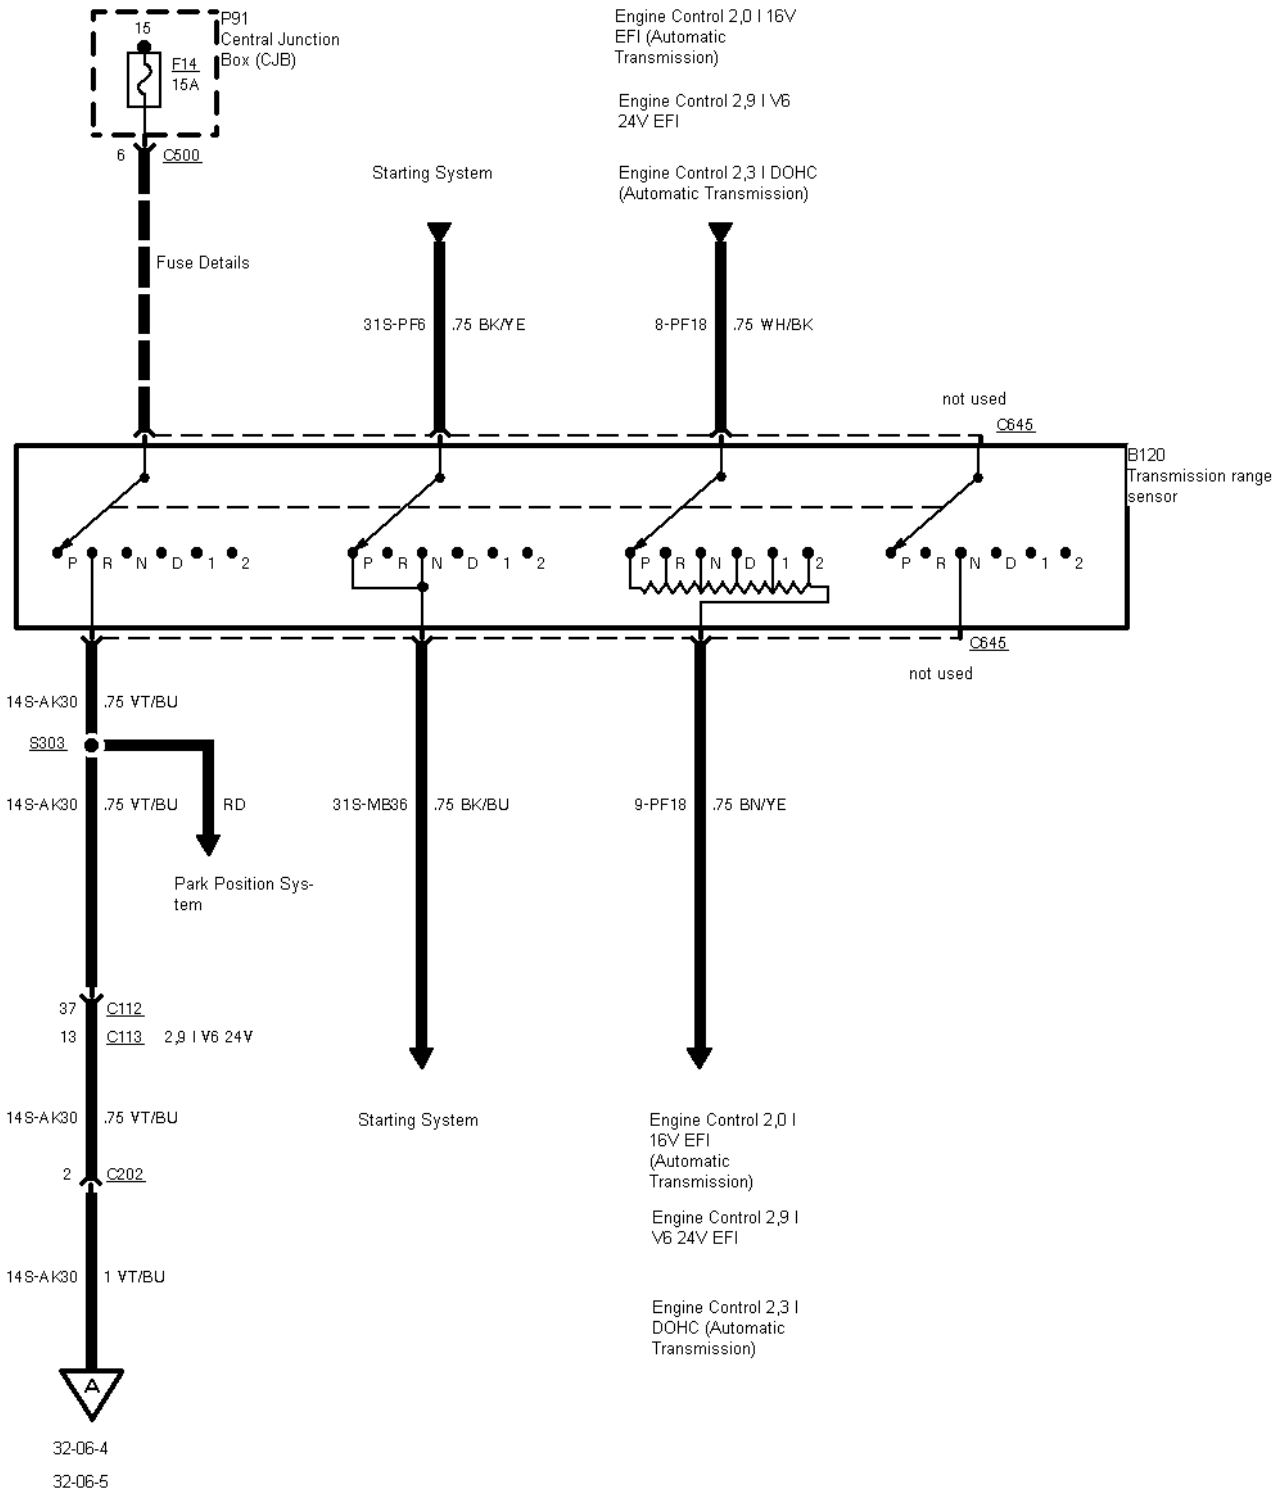 15
P91
Central Junction
Box (CJB)
F14
15A
6
C500
Fuse Details
Starting System
Engine Control 2,0 l 16V
EFI (Automatic
Transmission)
Engine Control 2,9 l V6
24V EFI
Engine Control 2,3 l DOHC
(Automatic Transmission)
31S-PF6
.75 BK/YE
8-PF18
.75 WH/BK
not used
C645
B120
Transmission range
sensor
P R N D 1 2
P R N D 1 2
P R N D 1 2
P R N D 1 2
C645
not used
14S-AK30
.75 VT/BU
S303
14S-AK30
.75 VT/BU
RD
31S-MB36
.75 BK/BU
9-PF18
.75 BN/YE
Park Position Sys-
tem
37
C112
13
C113
2,9 l V6 24V
14S-AK30
.75 VT/BU
Starting System
Engine Control 2,0 l
16V EFI
(Automatic
Transmission)
Engine Control 2,9 l
V6 24V EFI
Engine Control 2,3 l
DOHC (Automatic
Transmission)
2
C202
14S-AK30
1 VT/BU
A
32-06-4
32-06-5